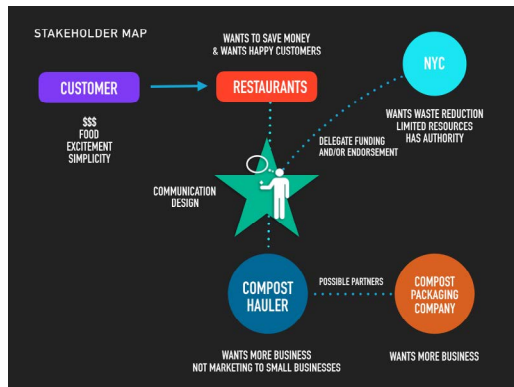 STAKEHOLDER MAP
WANTS TO SAVE MONEY
& WANTS HAPPY CUSTOMERS
CUSTOMER
RESTAURANTS
NYC
$$$
FOOD
EXCITEMENT
SIMPLICITY
WANTS WASTE REDUCTION
LIMITED RESOURCES
HAS AUTHORITY
DELEGATE FUNDING
AND/OR ENDORSEMENT
COMMUNICATION
DESIGN
COMPOST
HAULER
POSSIBLE PARTNERS
COMPOST
PACKAGING
COMPANY
WANTS MORE BUSINESS
NOT MARKETING TO SMALL BUSINESSES
WANTS MORE BUSINESS